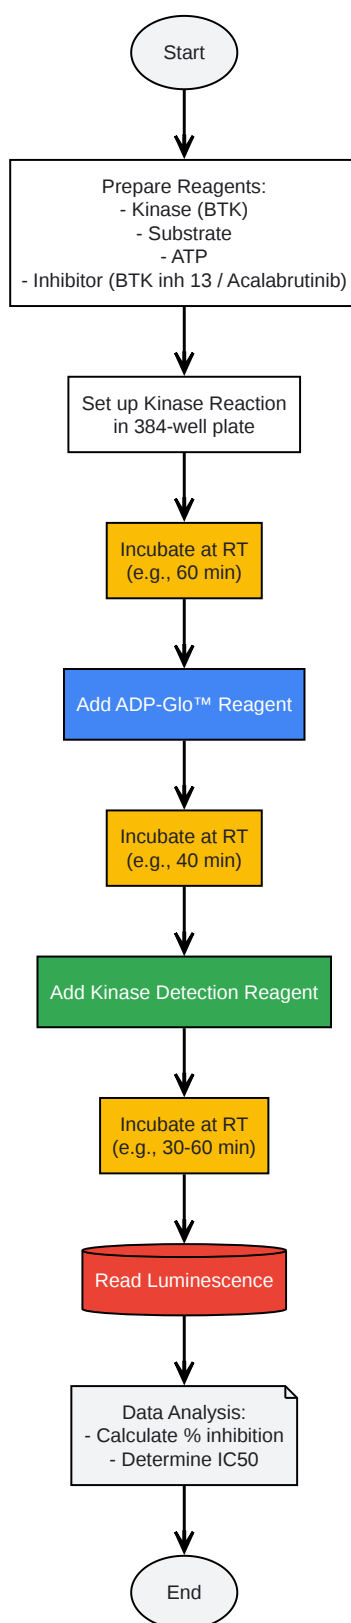 Start
Prepare Reagents:
- Kinase (BTK)
- Substrate
- ATP
- Inhibitor (BTK inh 13 / Acalabrutinib)
Set up Kinase Reaction
in 384-well plate
Incubate at RT
(e.g., 60 min)
Add ADP-Glo™ Reagent
Incubate at RT
(e.g., 40 min)
Add Kinase Detection Reagent
Incubate at RT
(e.g., 30-60 min)
Read Luminescence
Data Analysis:
- Calculate % inhibition
- Determine IC50
End